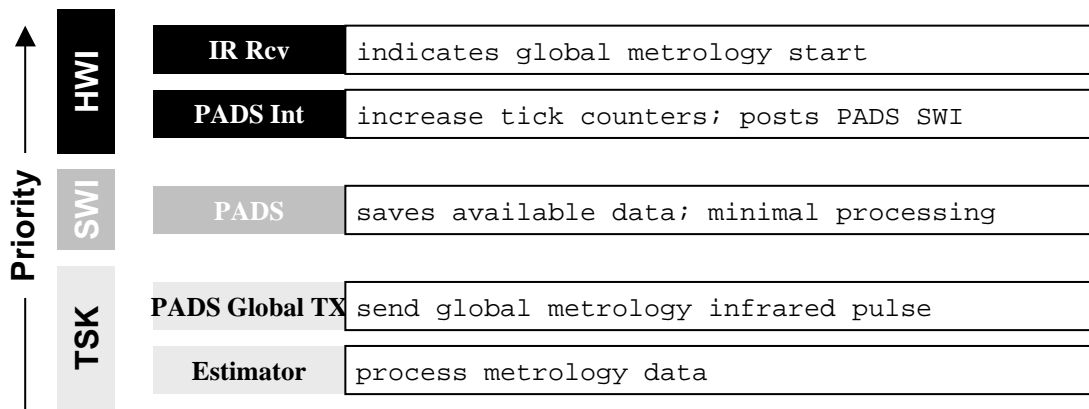 Priority
HWI
IR Rcv indicates global metrology start
PADS Int increase tick counters; posts PADS SWI
SWI
PADS saves available data; minimal processing
TSK
PADS Global TX send global metrology infrared pulse
Estimator process metrology data